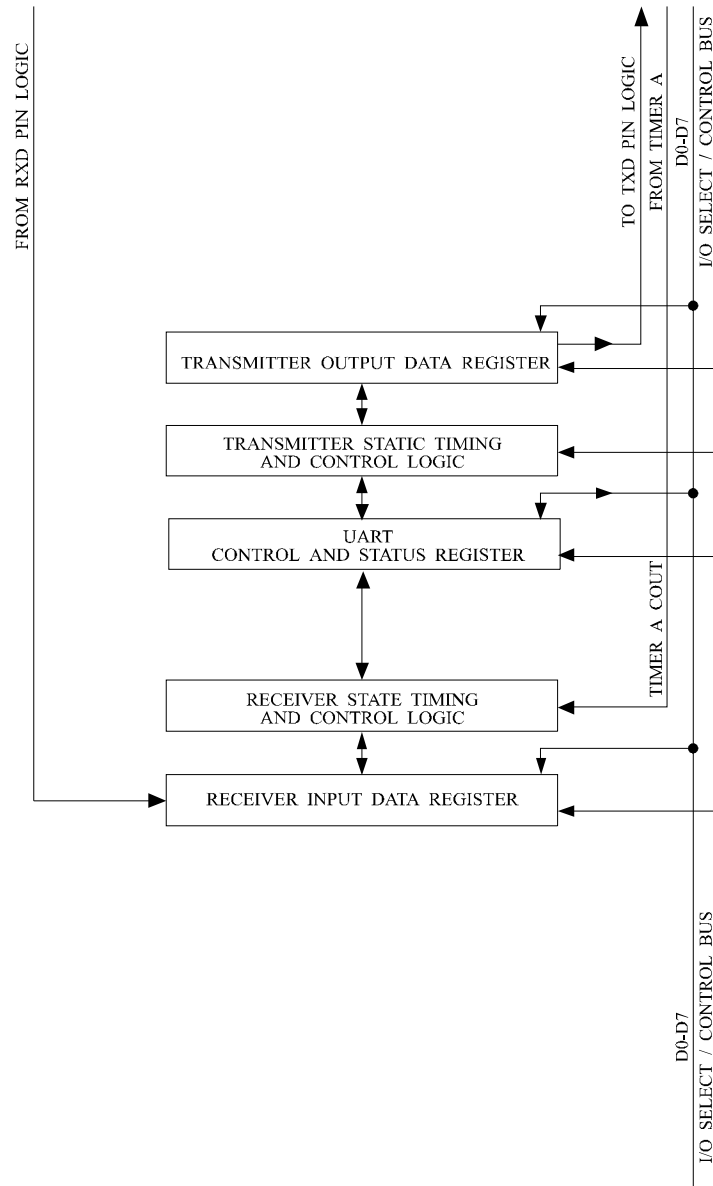 FROM RXD PIN LOGIC
TO TXD PIN LOGIC
FROM TIMER A
D0-D7
I/O SELECT / CONTROL BUS
TRANSMITTER OUTPUT DATA REGISTER
TRANSMITTER STATIC TIMING
AND CONTROL LOGIC
UART
CONTROL AND STATUS REGISTER
TIMER A COUT
RECEIVER STATE TIMING
AND CONTROL LOGIC
RECEIVER INPUT DATA REGISTER
D0-D7
I/O SELECT / CONTROL BUS